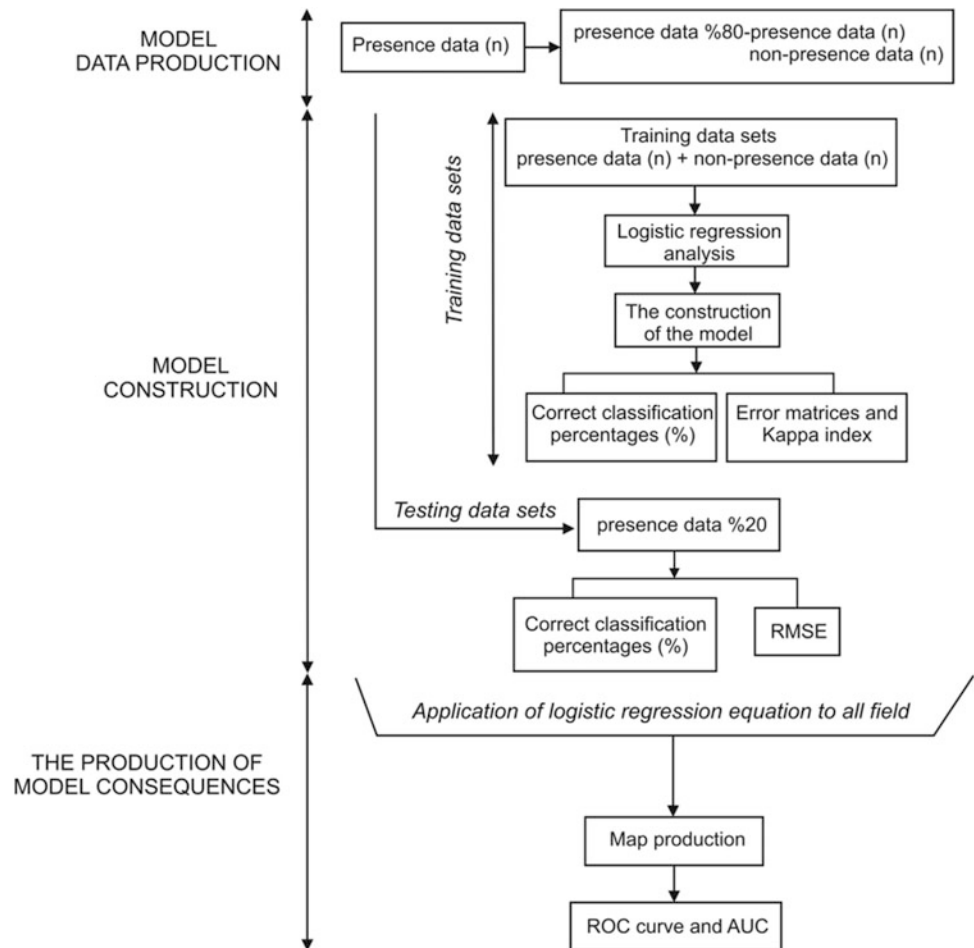 MODEL
DATA PRODUCTION
Presence data (n)
presence data %80-presence data (n)
non-presence data (n)
MODEL
CONSTRUCTION
Training data sets
Training data sets
presence data (n) + non-presence data (n)
Logistic regression
analysis
The construction
of the model
Correct classification
percentages (%)
Error matrices and
Kappa index
Testing data sets
presence data %20
Correct classification
percentages (%)
RMSE
THE PRODUCTION OF
MODEL CONSEQUENCES
Application of logistic regression equation to all field
Map production
ROC curve and AUC